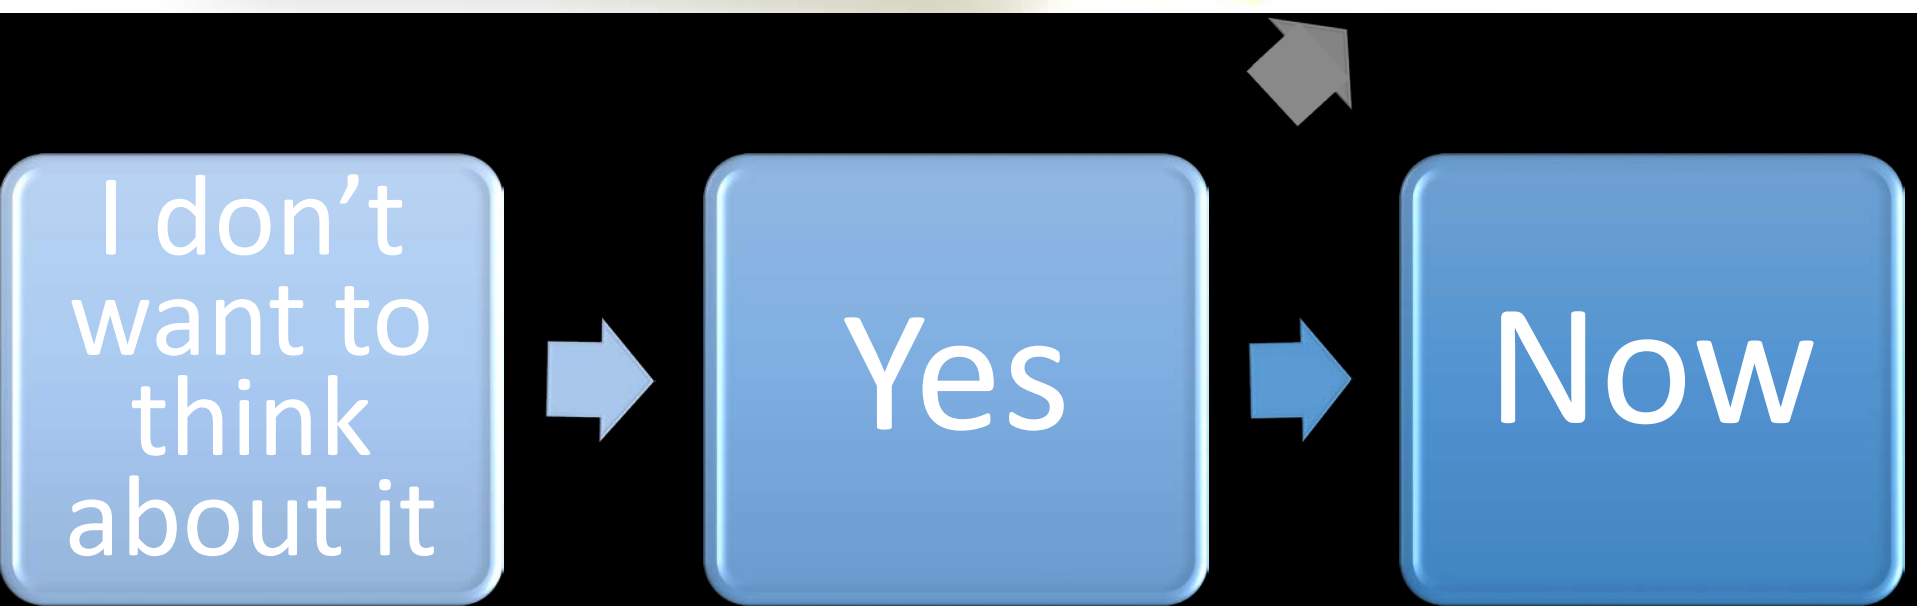 I don’t
want to
think
about it
Yes
Now